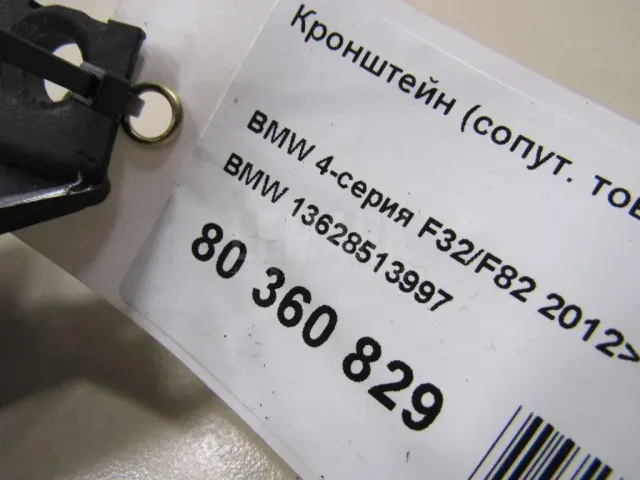 Кронштейн (сопут. тов
BMW 4-серия F32/F82 2012>
BMW 13628513997
80 360 829